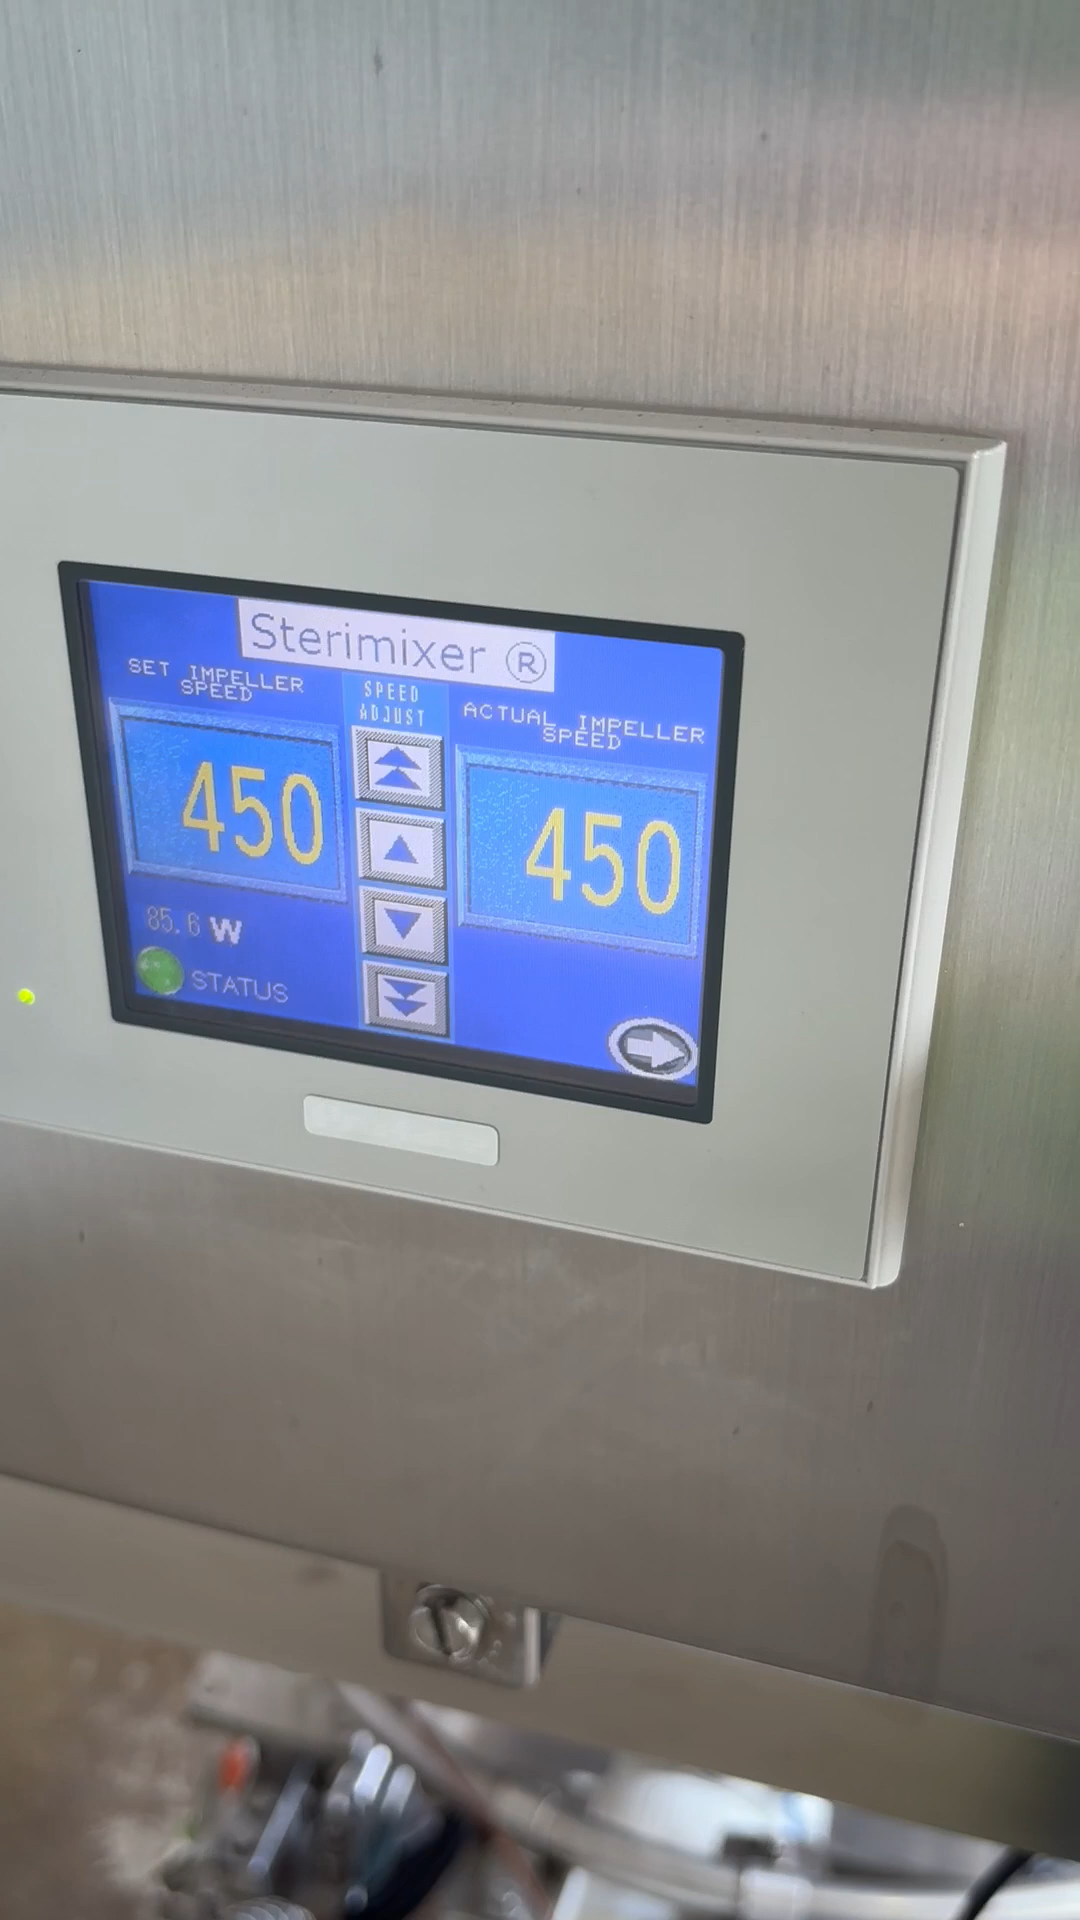 Sterimixer ®
SET IMPELLER
SPEED
450
SPEED
ADJUST
ACTUAL IMPELLER
SPEED
450
85.6 W
STATUS